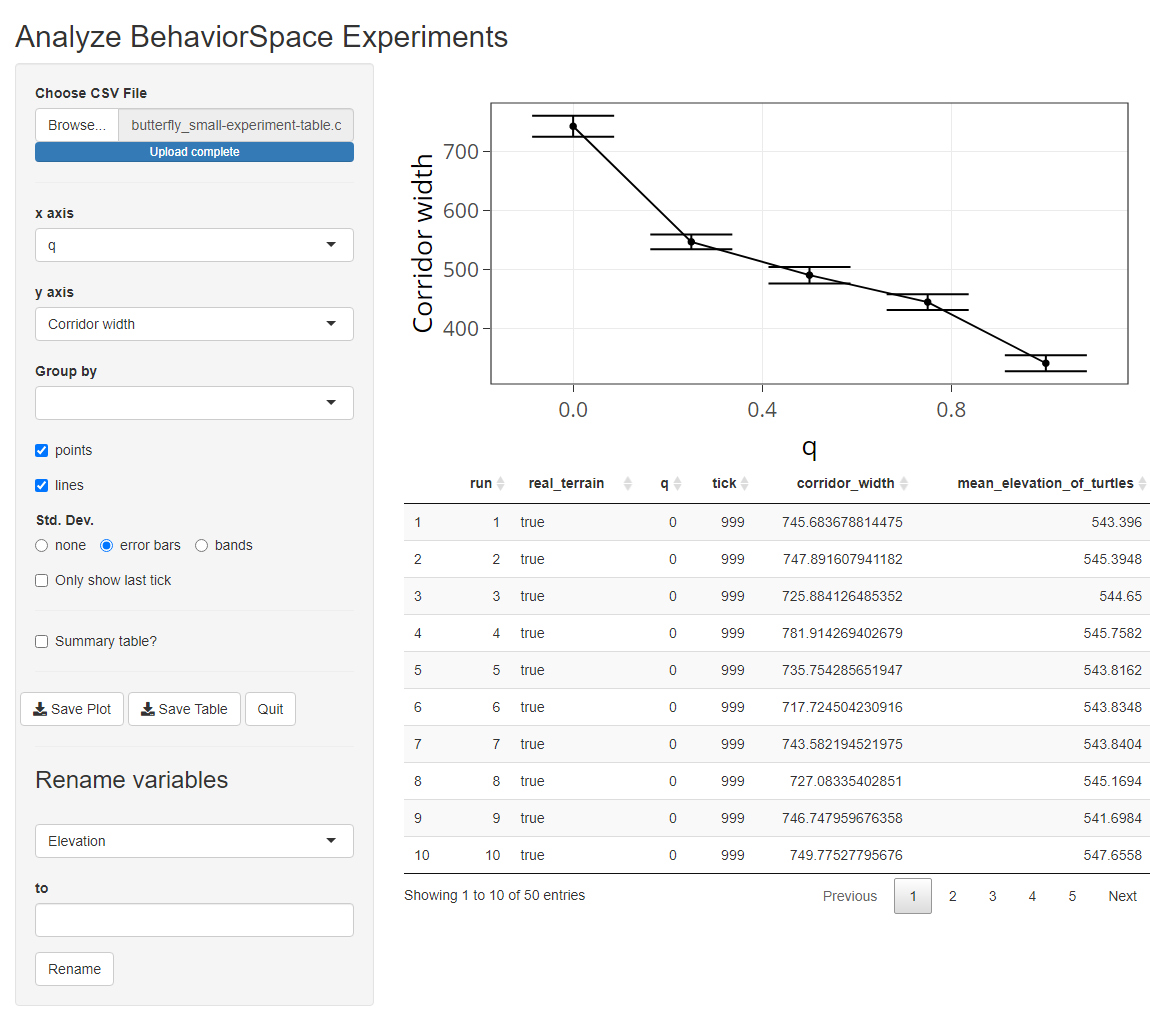 Analyze BehaviorSpace Experiments
Choose CSV File
Browse... butterfly_small-experiment-table.c
Upload complete
x axis
q
y axis
Corridor width
Group by
points
lines
Std. Dev.
none error bars bands
Only show last tick
Summary table?
Save Plot Save Table Quit
Rename variables
Elevation
to
Rename
Corridor width
700
600
500
400
0.0 0.4 0.8
q
run real_terrain q tick corridor_width mean_elevation_of_turtles
1 1 true 0 999 745.683678814475 543.396
2 2 true 0 999 747.891607941182 545.3948
3 3 true 0 999 725.884126485352 544.65
4 4 true 0 999 781.914269402679 545.7582
5 5 true 0 999 735.754285651947 543.8162
6 6 true 0 999 717.724504230916 543.8348
7 7 true 0 999 743.582194521975 543.8404
8 8 true 0 999 727.08335402851 545.1694
9 9 true 0 999 746.747959676358 541.6984
10 10 true 0 999 749.77527795676 547.6558
Showing 1 to 10 of 50 entries Previous 1 2 3 4 5 Next